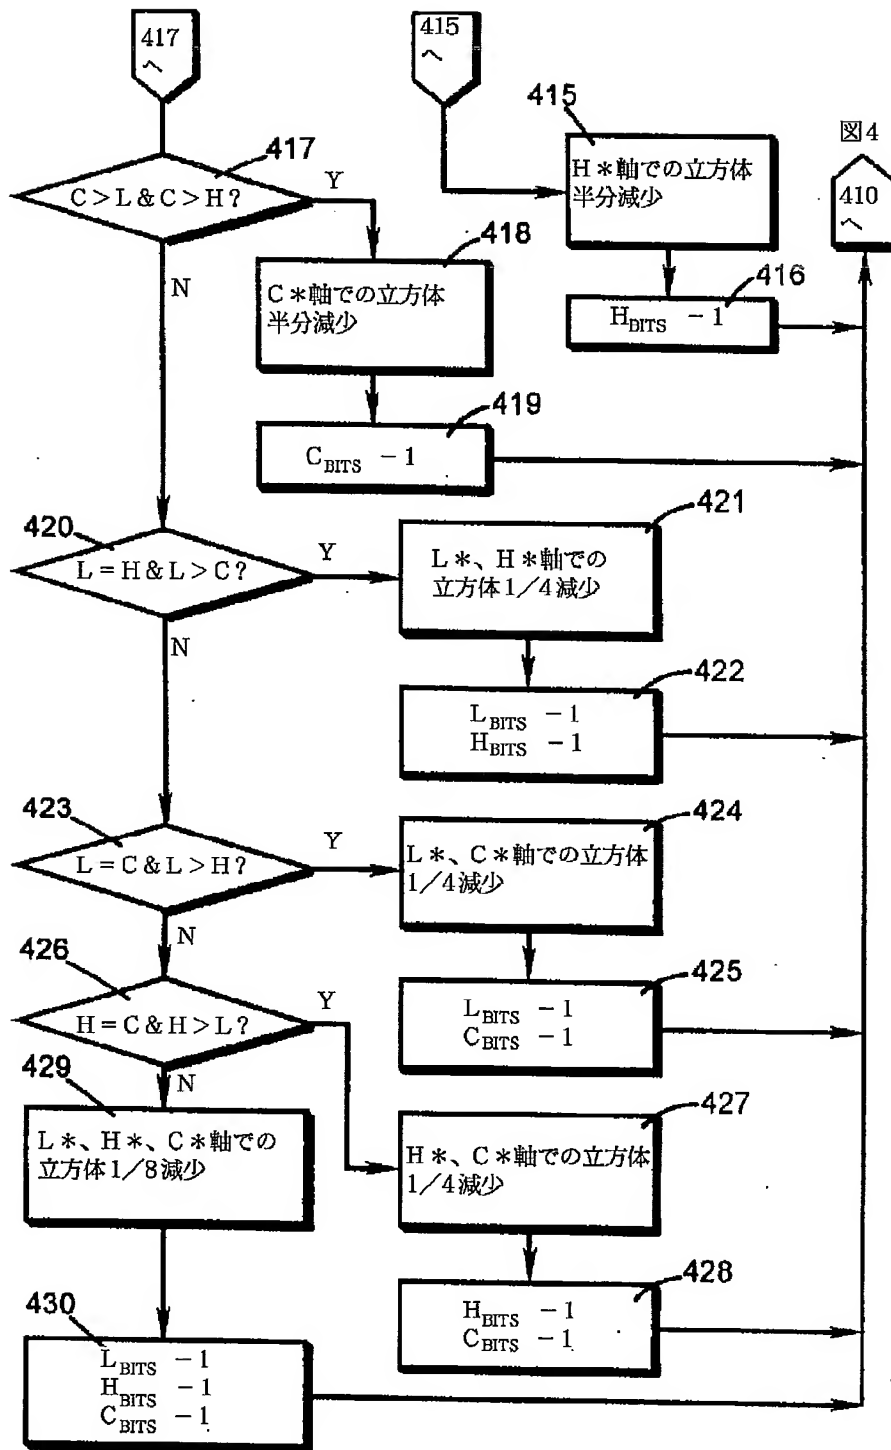 417
へ
415
へ
415
図4
H*軸での立方体
半分減少
410
へ
417
C>L&C>H?
Y
N
418
C*軸での立方体
半分減少
416
H_BITS -1
419
C_BITS -1
420
L=H&L>C?
Y
N
421
L*、H*軸での
立方体1/4減少
422
L_BITS -1
H_BITS -1
423
L=C&L>H?
Y
N
424
L*、C*軸での立方体
1/4減少
425
L_BITS -1
C_BITS -1
426
H=C&H>L?
Y
N
427
H*、C*軸での立方体
1/4減少
428
H_BITS -1
C_BITS -1
429
L*、H*、C*軸での
立方体1/8減少
430
L_BITS -1
H_BITS -1
C_BITS -1